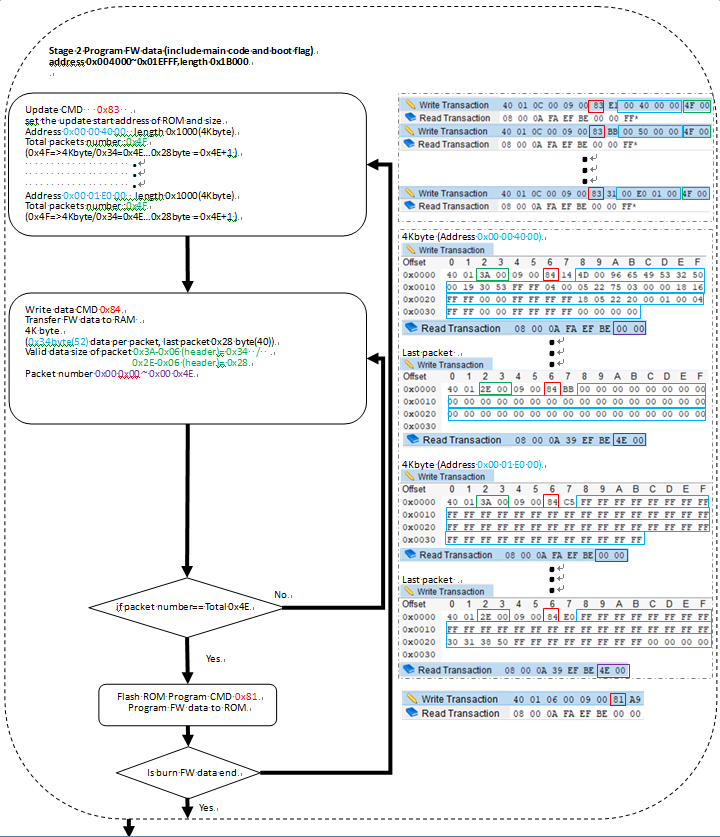 Stage 2 Program FW data (include main code and boot flag)
address 0x004000~0x01EFFF,length 0x1B000
Update CMD 0x83
set the update start address of ROM and size.
Address 0x00 00 40 00 length 0x1000(4Kbyte)
Total packets number 0x4F
(0x4F=>4Kbyte/0x34=0x4E...0x28byte = 0x4E+1;)
Address 0x00 01 E0 00 length 0x1000(4Kbyte)
Total packets number 0x4F
(0x4F=>4Kbyte/0x34=0x4E...0x28byte = 0x4E+1;)
Write data CMD 0x84
Transfer FW data to RAM
4K byte
(0x34byte(52) data per packet, last packet 0x28 byte(40))
Valid data size of packet 0x3A-0x06 (header) = 0x34 /
0x2E-0x06 (header) = 0x28
Packet number 0x00 0x00 ~ 0x00 0x4E
if packet number == Total 0x4E
No
Yes
Flash ROM Program CMD 0x81
Program FW data to ROM
Is burn FW data end
Yes
Write Transaction 40 01 0C 00 09 00 83 E1 00 40 00 00 4F 00
Read Transaction 08 00 0A FA EF BE 00 00 FF*
Write Transaction 40 01 0C 00 09 00 83 BB 00 50 00 00 4F 00
Read Transaction 08 00 0A FA EF BE 00 00 FF*
Write Transaction 40 01 0C 00 09 00 83 31 00 E0 01 00 4F 00
Read Transaction 08 00 0A FA EF BE 00 00 FF*
4Kbyte (Address 0x00 00 40 00)
Write Transaction
Offset 0 1 2 3 4 5 6 7 8 9 A B C D E F
0x0000 40 01 3A 00 09 00 84 14 4D 00 96 65 49 53 32 50
0x0010 00 19 30 53 FF FF 04 00 05 22 75 03 00 00 18 16
0x0020 FF FF 00 00 FF FF FF FF 18 05 22 20 00 01 00 04
0x0030 FF FF FF FF FF FF FF FF FF FF 00 00
Read Transaction 08 00 0A FA EF BE 00 00
Last packet
Write Transaction
Offset 0 1 2 3 4 5 6 7 8 9 A B C D E F
0x0000 40 01 2E 00 09 00 84 BB 00 00 00 00 00 00 00 00
0x0010 00 00 00 00 00 00 00 00 00 00 00 00 00 00 00 00
0x0020 00 00 00 00 00 00 00 00 00 00 00 00 00 00 00 00
0x0030
Read Transaction 08 00 0A 39 EF BE 4E 00
4Kbyte (Address 0x00 01 E0 00)
Write Transaction
Offset 0 1 2 3 4 5 6 7 8 9 A B C D E F
0x0000 40 01 3A 00 09 00 84 C5 FF FF FF FF FF FF FF FF
0x0010 FF FF FF FF FF FF FF FF FF FF FF FF FF FF FF FF
0x0020 FF FF FF FF FF FF FF FF FF FF FF FF FF FF FF FF
0x0030 FF FF FF FF FF FF FF FF FF FF FF FF
Read Transaction 08 00 0A FA EF BE 00 00
Last packet
Write Transaction
Offset 0 1 2 3 4 5 6 7 8 9 A B C D E F
0x0000 40 01 2E 00 09 00 84 E0 FF FF FF FF FF FF FF FF
0x0010 FF FF FF FF FF FF FF FF FF FF FF FF FF FF FF FF
0x0020 30 31 38 50 FF FF FF FF FF FF FF FF 00 00 00 00
0x0030
Read Transaction 08 00 0A 39 EF BE 4E 00
Write Transaction 40 01 06 00 09 00 81 A9
Read Transaction 08 00 0A FA EF BE 00 00